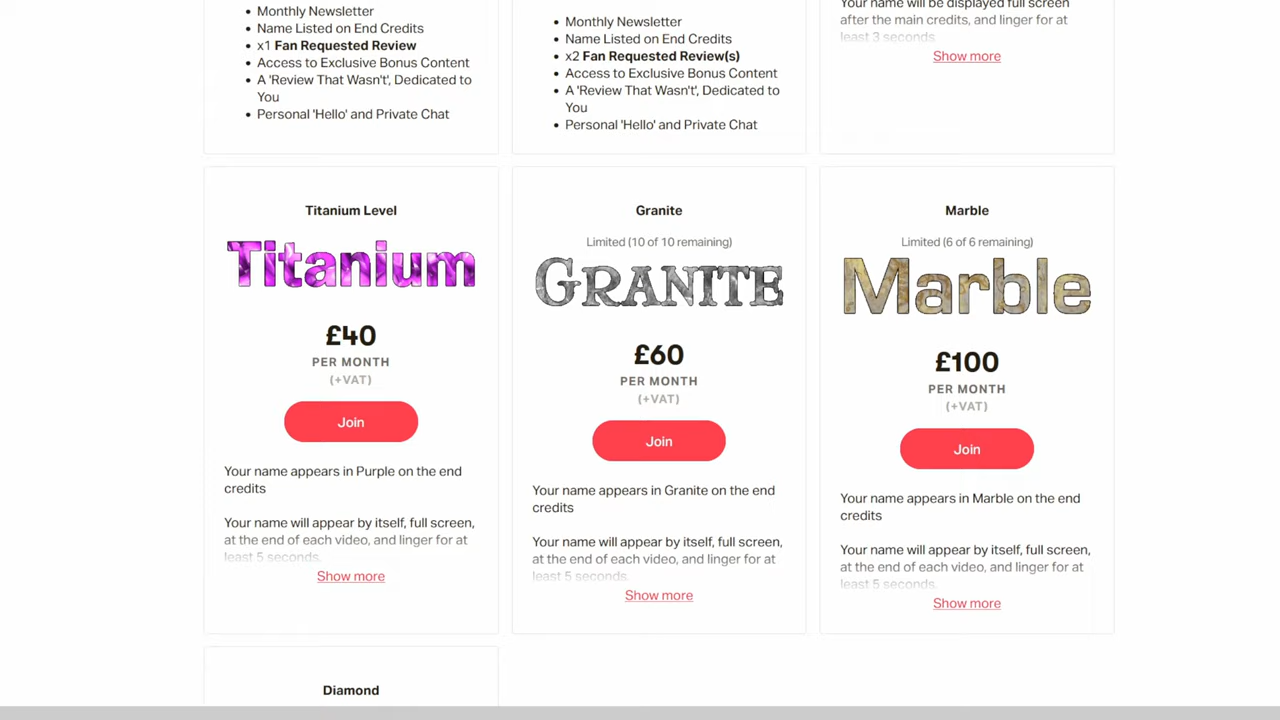 Monthly Newsletter
Name Listed on End Credits
x1 Fan Requested Review
Access to Exclusive Bonus Content
A 'Review That Wasn't', Dedicated to
You
Personal 'Hello' and Private Chat
Monthly Newsletter
Name Listed on End Credits
x2 Fan Requested Review(s)
Access to Exclusive Bonus Content
A 'Review That Wasn't', Dedicated to
You
Personal 'Hello' and Private Chat
Your name will be displayed full screen
after the main credits, and linger for at
least 3 seconds.
Show more
Titanium Level
Titanium
£40
PER MONTH
(+VAT)
Join
Your name appears in Purple on the end
credits
Your name will appear by itself, full screen,
at the end of each video, and linger for at
least 5 seconds.
Show more
Granite
Limited (10 of 10 remaining)
GRANITE
£60
PER MONTH
(+VAT)
Join
Your name appears in Granite on the end
credits
Your name will appear by itself, full screen,
at the end of each video, and linger for at
least 5 seconds.
Show more
Marble
Limited (6 of 6 remaining)
Marble
£100
PER MONTH
(+VAT)
Join
Your name appears in Marble on the end
credits
Your name will appear by itself, full screen,
at the end of each video, and linger for at
least 5 seconds.
Show more
Diamond